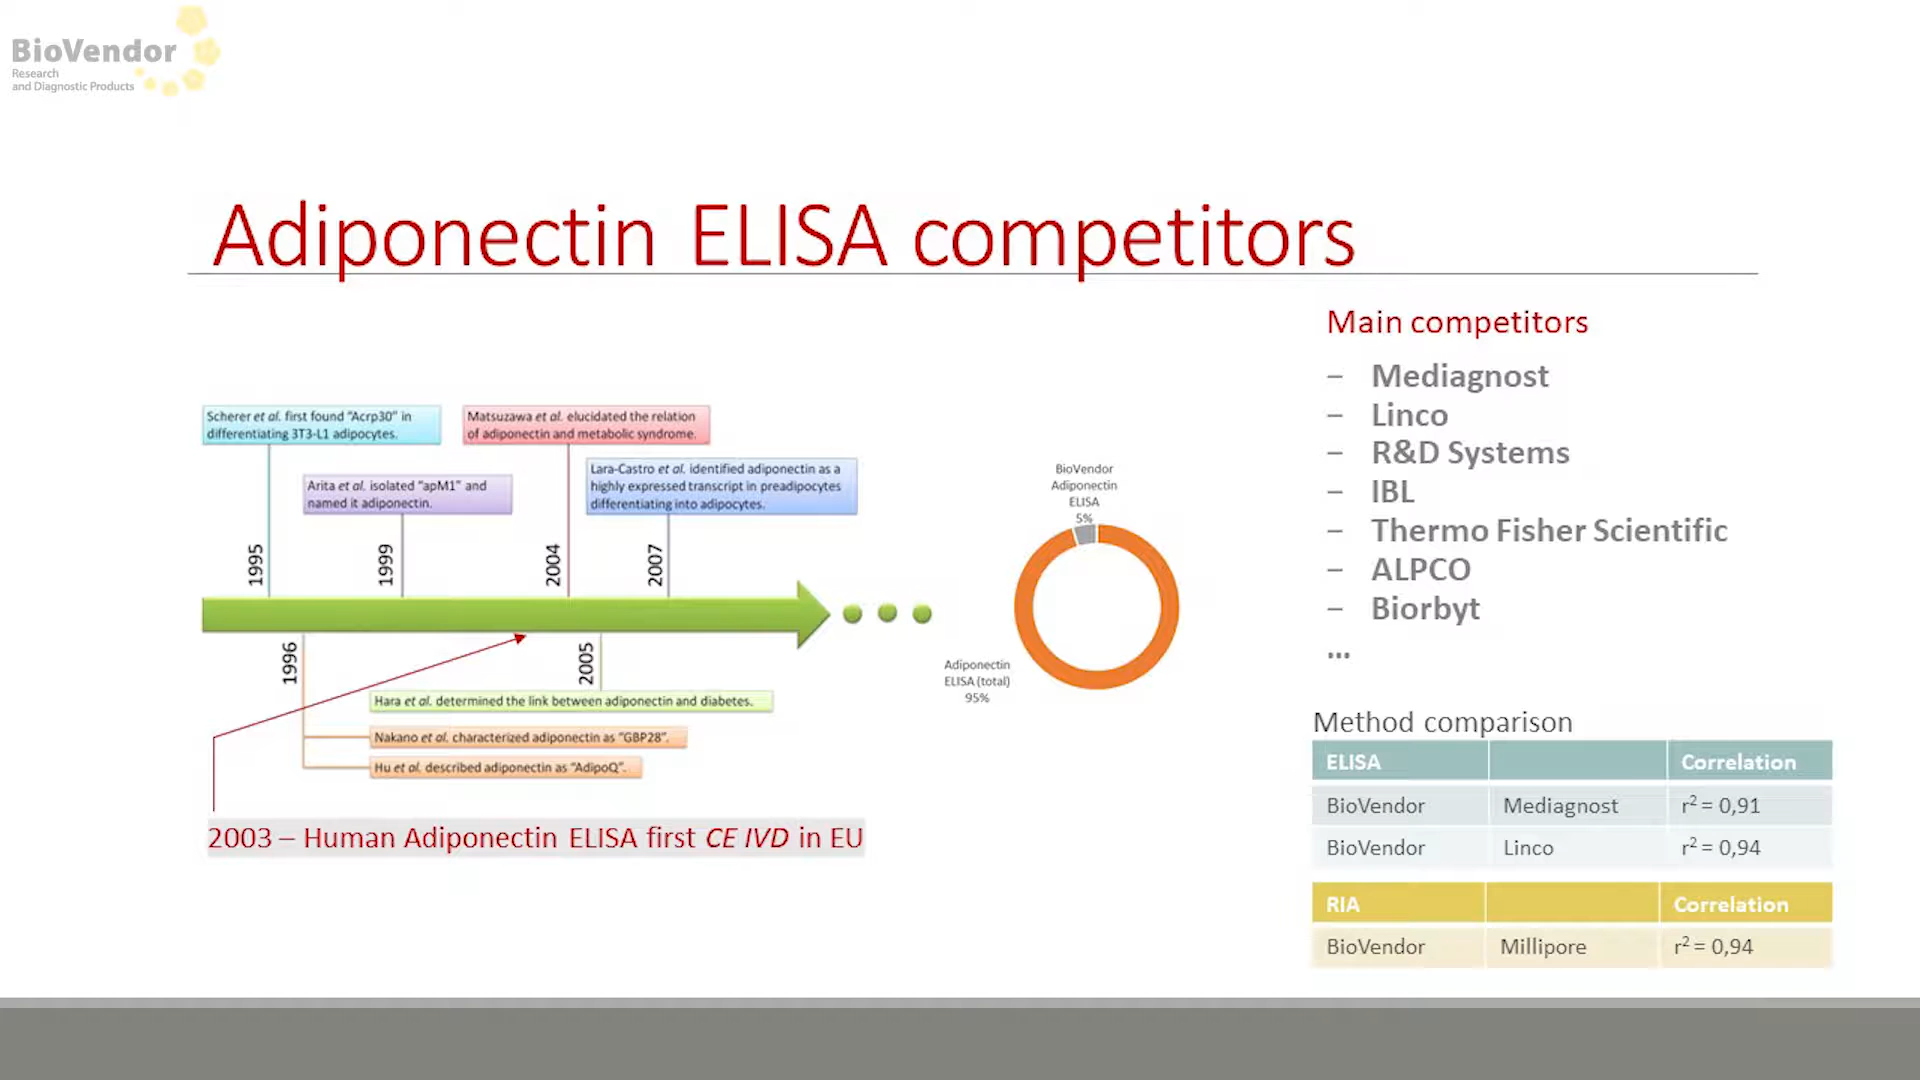 BioVendor
Research
and Diagnostic Products
Adiponectin ELISA competitors
Scherer et al. first found “Acrp30” in
differentiating 3T3-L1 adipocytes.
Matsuzawa et al. elucidated the relation
of adiponectin and metabolic syndrome.
Arita et al. isolated “apM1” and
named it adiponectin.
Lara-Castro et al. identified adiponectin as a
highly expressed transcript in preadipocytes
differentiating into adipocytes.
1995
1999
2004
2007
1996
2005
Hara et al. determined the link between adiponectin and diabetes.
Nakano et al. characterized adiponectin as “GBP28”.
Hu et al. described adiponectin as “AdipoQ”.
2003 – Human Adiponectin ELISA first CE IVD in EU
BioVendor
Adiponectin
ELISA
5%
Adiponectin
ELISA (total)
95%
Main competitors
– Mediagnost
– Linco
– R&D Systems
– IBL
– Thermo Fisher Scientific
– ALPCO
– Biorbyt
...
Method comparison
ELISA Correlation
BioVendor Mediagnost r² = 0,91
BioVendor Linco r² = 0,94
RIA Correlation
BioVendor Millipore r² = 0,94